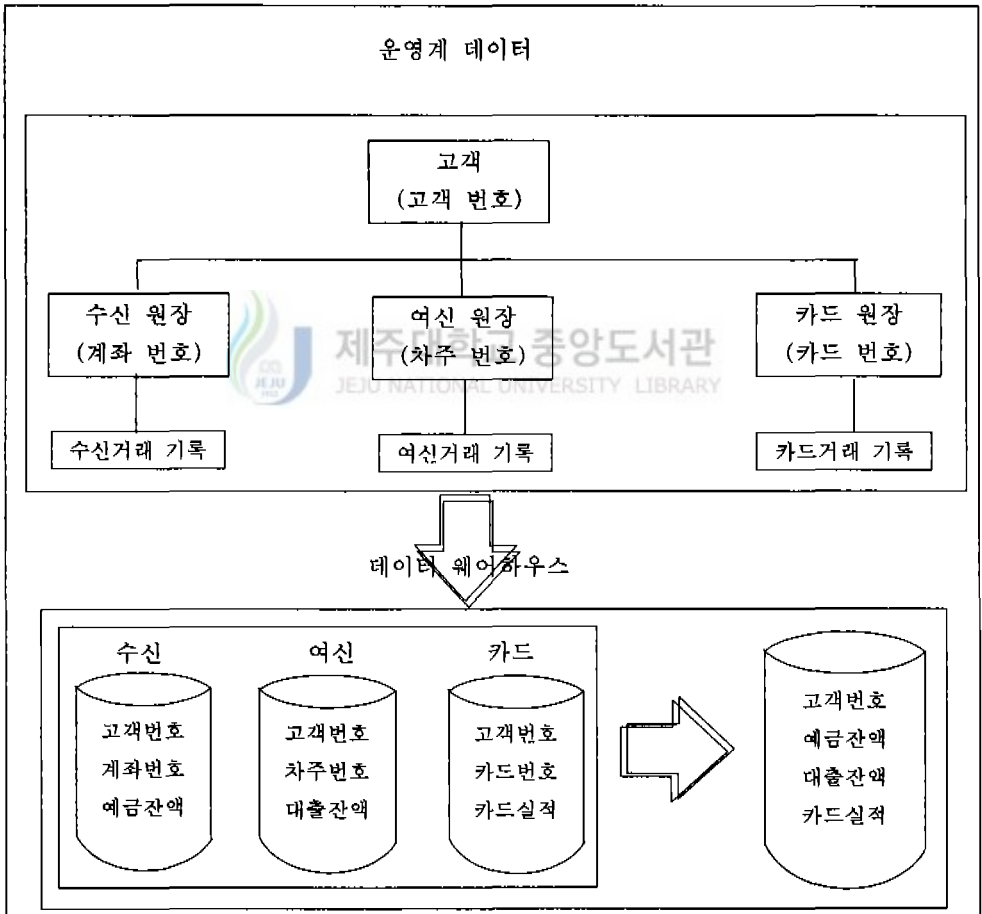 운영계 데이터
고객
(고객 번호)
수신 원장
(계좌 번호)
여신 원장
(차주 번호)
카드 원장
(카드 번호)
제주대학교 중앙도서관
JEJU NATIONAL UNIVERSITY LIBRARY
JEJU
1952
수신거래 기록
여신거래 기록
카드거래 기록
데이터 웨어하우스
수신
여신
카드
고객번호
계좌번호
예금잔액
고객번호
차주번호
대출잔액
고객번호
카드번호
카드실적
고객번호
예금잔액
대출잔액
카드실적